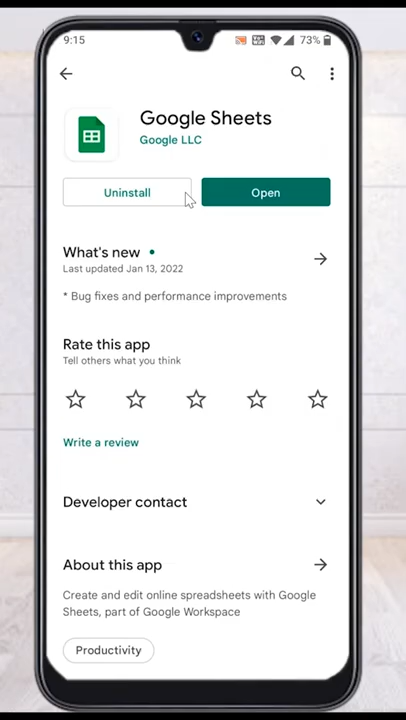 9:15
73%
Google Sheets
Google LLC
Uninstall
Open
What's new
Last updated Jan 13, 2022
* Bug fixes and performance improvements
Rate this app
Tell others what you think
Write a review
Developer contact
About this app
Create and edit online spreadsheets with Google
Sheets, part of Google Workspace
Productivity